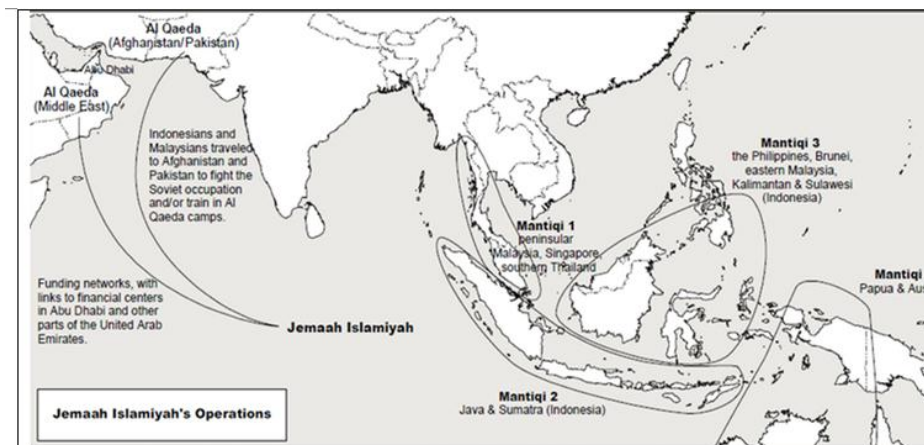 Al Qaeda
(Afghanistan/Pakistan)
Abu Dhabi
Al Qaeda
(Middle East)
Indonesians and
Malaysians traveled
to Afghanistan and
Pakistan to fight the
Soviet occupation
and/or train in Al
Qaeda camps.
Mantiqi 3
the Philippines, Brunei,
eastern Malaysia,
Kalimantan & Sulawesi
(Indonesia)
Mantiqi 1
peninsular
Malaysia, Singapore,
southern Thailand
Mantiqi
Papua & Aus
Funding networks, with
links to financial centers
in Abu Dhabi and other
parts of the United Arab
Emirates.
Jemaah Islamiyah
Mantiqi 2
Java & Sumatra (Indonesia)
Jemaah Islamiyah's Operations